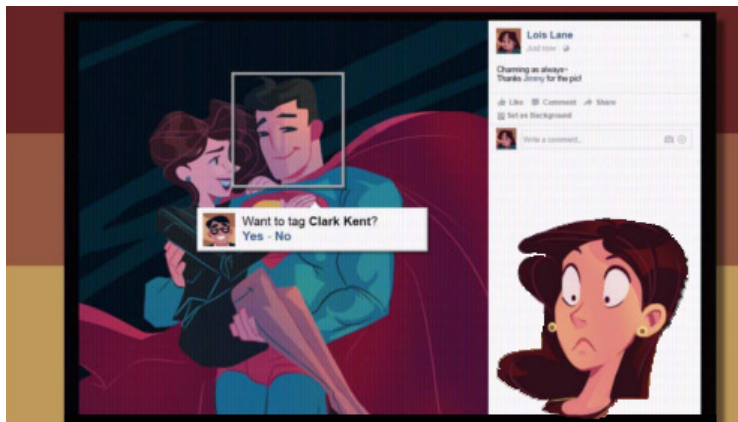 Lois Lane
Just now
Charming as always~
Thanks Jimmy for the pic!
Like Comment Share
Set as Background
Write a comment...
Want to tag Clark Kent?
Yes - No